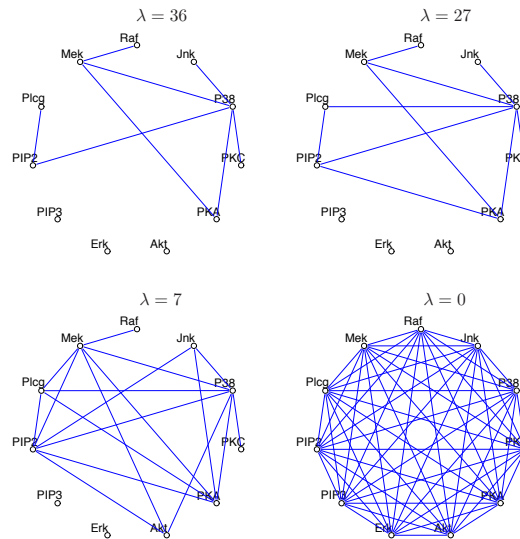 λ = 36
Raf
Mek
Jnk
Plcg
P38
PIP2
PKC
PIP3
PKA
Erk
Akt
λ = 27
Raf
Mek
Jnk
Plcg
P38
PIP2
PIP3
PKA
Erk
Akt
λ = 7
Raf
Mek
Jnk
Plcg
P38
PIP2
PKC
PIP3
PKA
Erk
Akt
λ = 0
Raf
Mek
Jnk
Plcg
P38
PIP2
PIP3
PKA
Erk
Akt